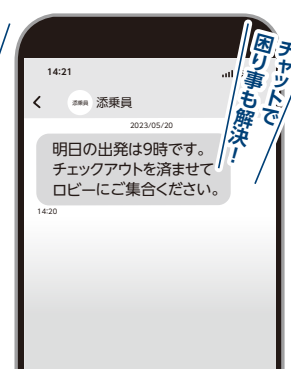 チャットで
困り事も解決!
14:21
添乗員 添乗員
2023/05/20
明日の出発は9時です。
チェックアウトを済ませて
ロビーにご集合ください。
14:20